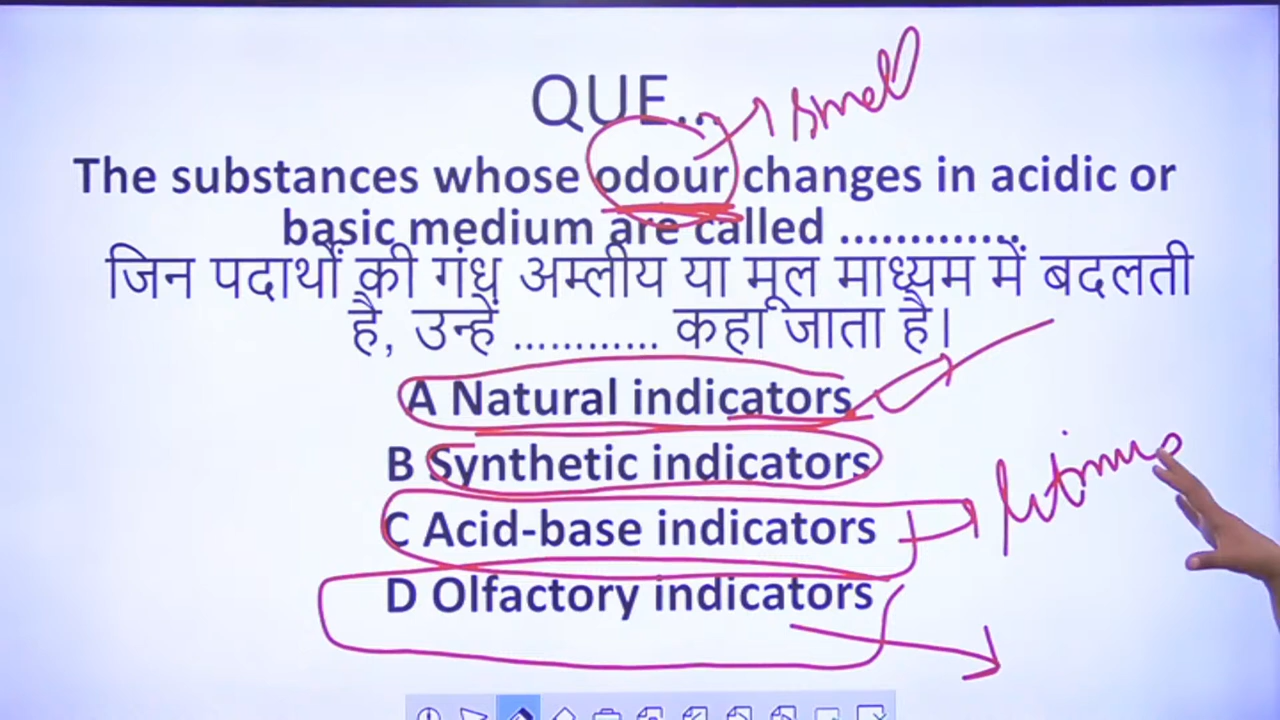 QUE...
smell
The substances whose odour changes in acidic or
basic medium are called .............
जिन पदार्थों की गंध अम्लीय या मूल माध्यम में बदलती
है, उन्हें ............ कहा जाता है।
A Natural indicators
B Synthetic indicators
litmus
C Acid-base indicators
D Olfactory indicators